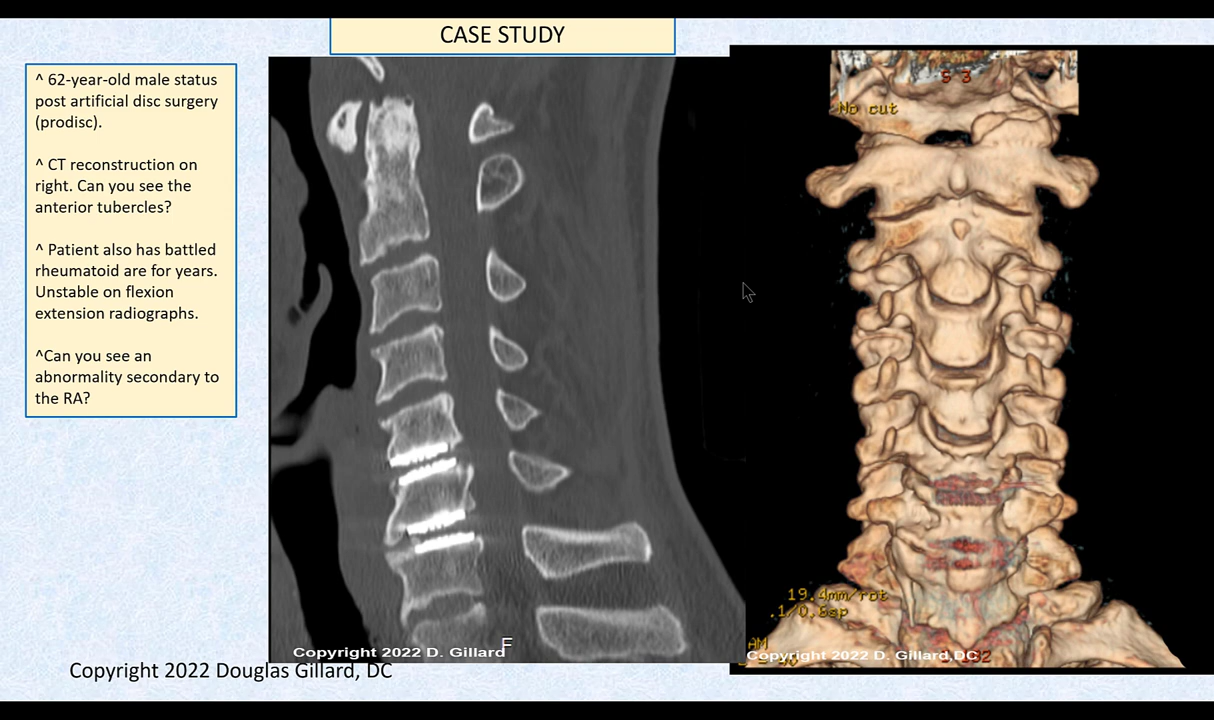 CASE STUDY
^ 62-year-old male status
post artificial disc surgery
(prodisc).
^ CT reconstruction on
right. Can you see the
anterior tubercles?
^ Patient also has battled
rheumatoid are for years.
Unstable on flexion
extension radiographs.
^Can you see an
abnormality secondary to
the RA?
No cut
19.4mm/rot
F
Copyright 2022 D. Gillard
Copyright 2022 D. Gillard,DC
Copyright 2022 Douglas Gillard, DC